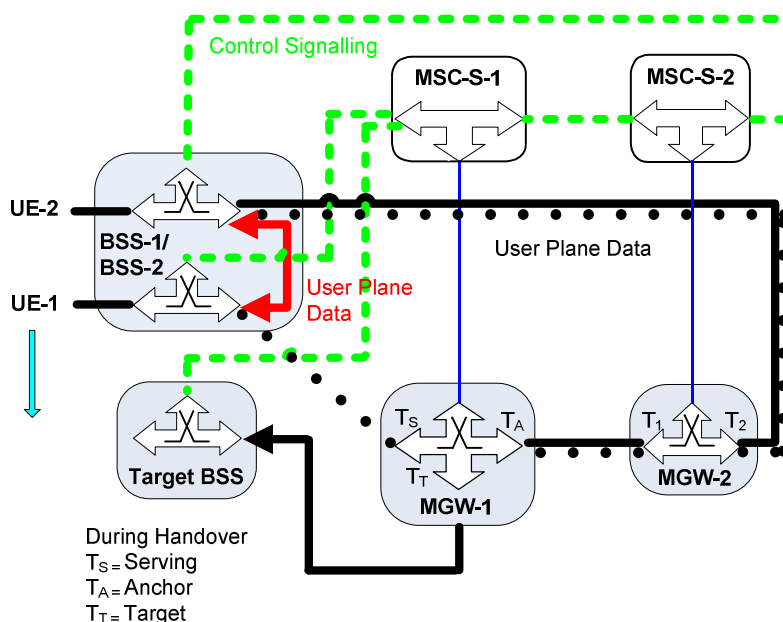 Control Signalling
MSC-S-1
MSC-S-2
UE-2
BSS-1/
BSS-2
User Plane Data
User Plane
Data
UE-1
TS
TA
TT
MGW-1
T1
T2
MGW-2
Target BSS
During Handover
TS = Serving
TA = Anchor
TT = Target